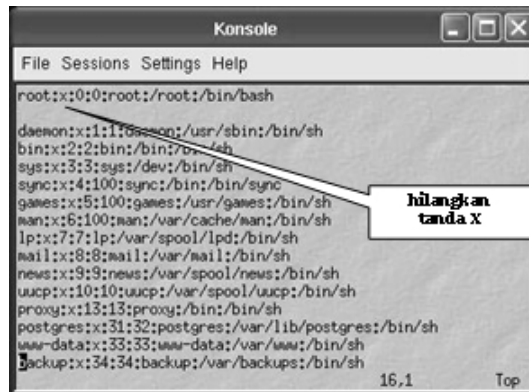 Konsole
File Sessions Settings Help
root:x:0:0:root:/root:/bin/bash
daemon:x:1:1:daemon:/usr/sbin:/bin/sh
bin:x:2:2:bin:/bin:/bin/sh
sys:x:3:3:sys:/dev:/bin/sh
sync:x:4:100:sync:/bin:/bin/sync
games:x:5:100:games:/usr/games:/bin/sh
man:x:6:100:man:/var/cache/man:/bin/sh
lp:x:7:7:lp:/var/spool/lpd:/bin/sh
mail:x:8:8:mail:/var/mail:/bin/sh
news:x:9:9:news:/var/spool/news:/bin/sh
uucp:x:10:10:uucp:/var/spool/uucp:/bin/sh
proxy:x:13:13:proxy:/bin:/bin/sh
postgres:x:31:32:postgres:/var/lib/postgres:/bin/sh
www-data:x:33:33:www-data:/var/www:/bin/sh
backup:x:34:34:backup:/var/backups:/bin/sh
16,1 Top
hilangkan
tanda X